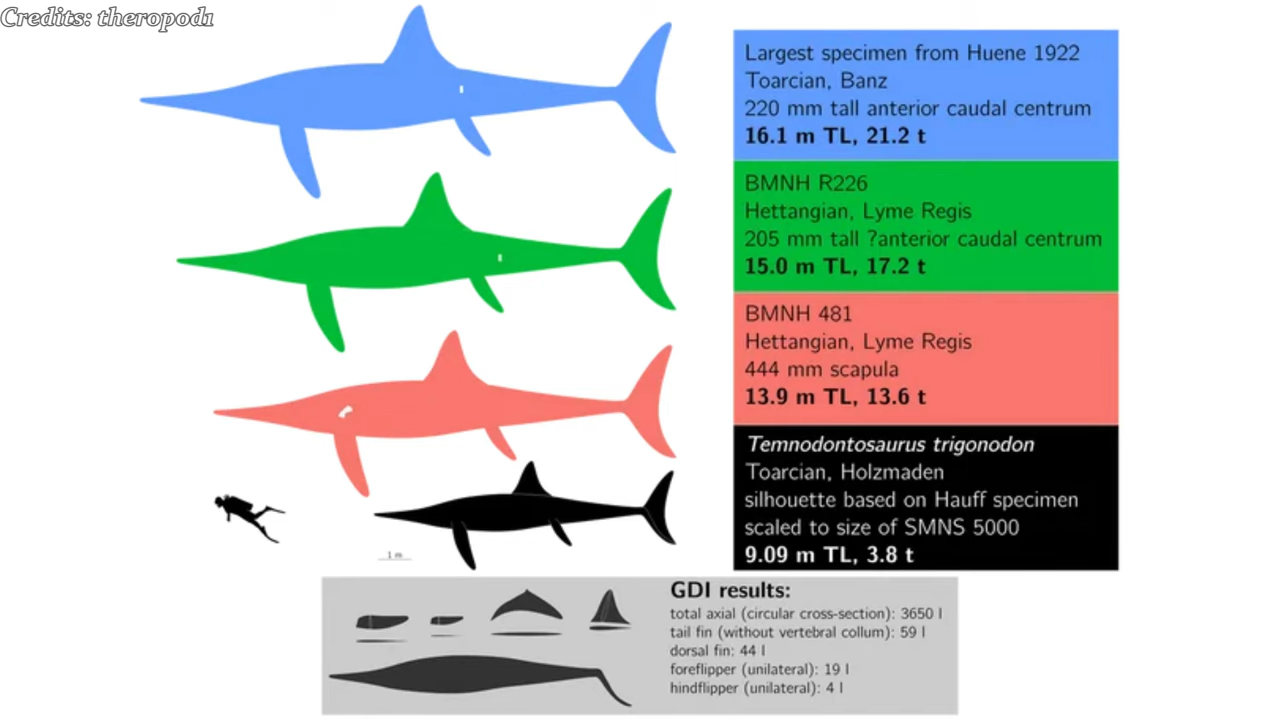 Credits: theropod1
Largest specimen from Huene 1922
Toarcian, Banz
220 mm tall anterior caudal centrum
16.1 m TL, 21.2 t
BMNH R226
Hettangian, Lyme Regis
205 mm tall ?anterior caudal centrum
15.0 m TL, 17.2 t
BMNH 481
Hettangian, Lyme Regis
444 mm scapula
13.9 m TL, 13.6 t
Temnodontosaurus trigonodon
Toarcian, Holzmaden
silhouette based on Hauff specimen
scaled to size of SMNS 5000
9.09 m TL, 3.8 t
1 m
GDI results:
total axial (circular cross-section): 3650 l
tail fin (without vertebral collum): 59 l
dorsal fin: 44 l
foreflipper (unilateral): 19 l
hindflipper (unilateral): 4 l